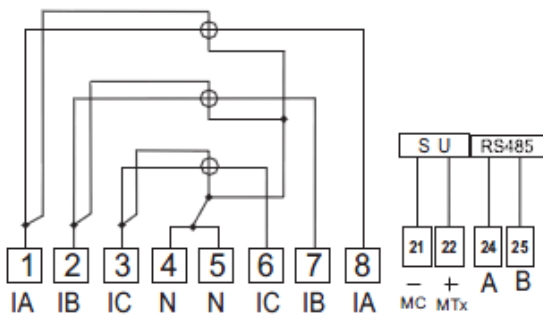 S U RS485
1 2 3 4 5 6 7 8 21 22 24 25
IA IB IC N N IC IB IA − + A B
MC MTx